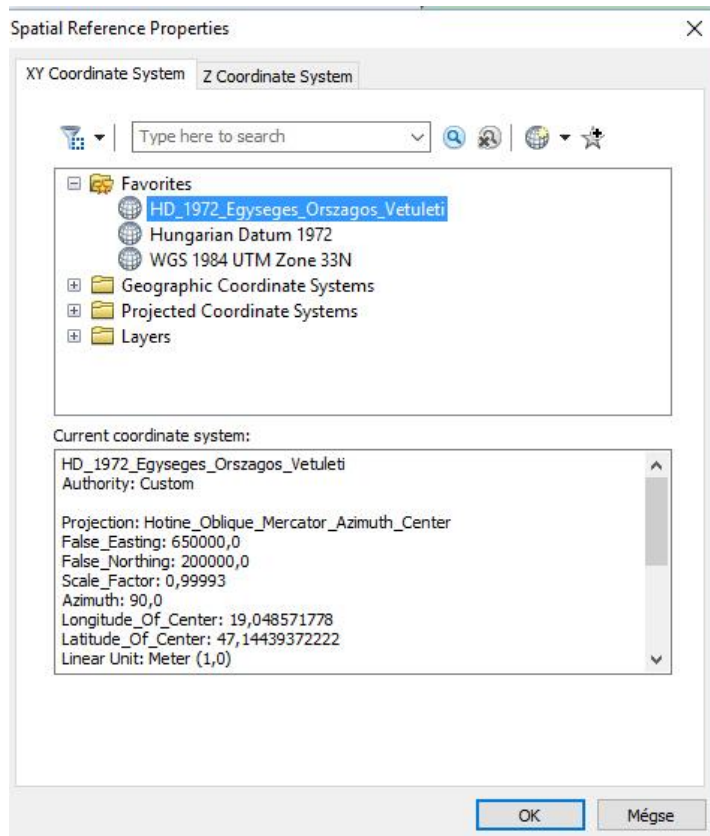 Spatial Reference Properties
XY Coordinate System Z Coordinate System
Type here to search
Favorites
HD_1972_Egyseges_Orszagos_Vetuleti
Hungarian Datum 1972
WGS 1984 UTM Zone 33N
Geographic Coordinate Systems
Projected Coordinate Systems
Layers
Current coordinate system:
HD_1972_Egyseges_Orszagos_Vetuleti
Authority: Custom
Projection: Hotine_Oblique_Mercator_Azimuth_Center
False_Easting: 650000,0
False_Northing: 200000,0
Scale_Factor: 0,99993
Azimuth: 90,0
Longitude_Of_Center: 19,048571778
Latitude_Of_Center: 47,14439372222
Linear Unit: Meter (1,0)
OK Mégse